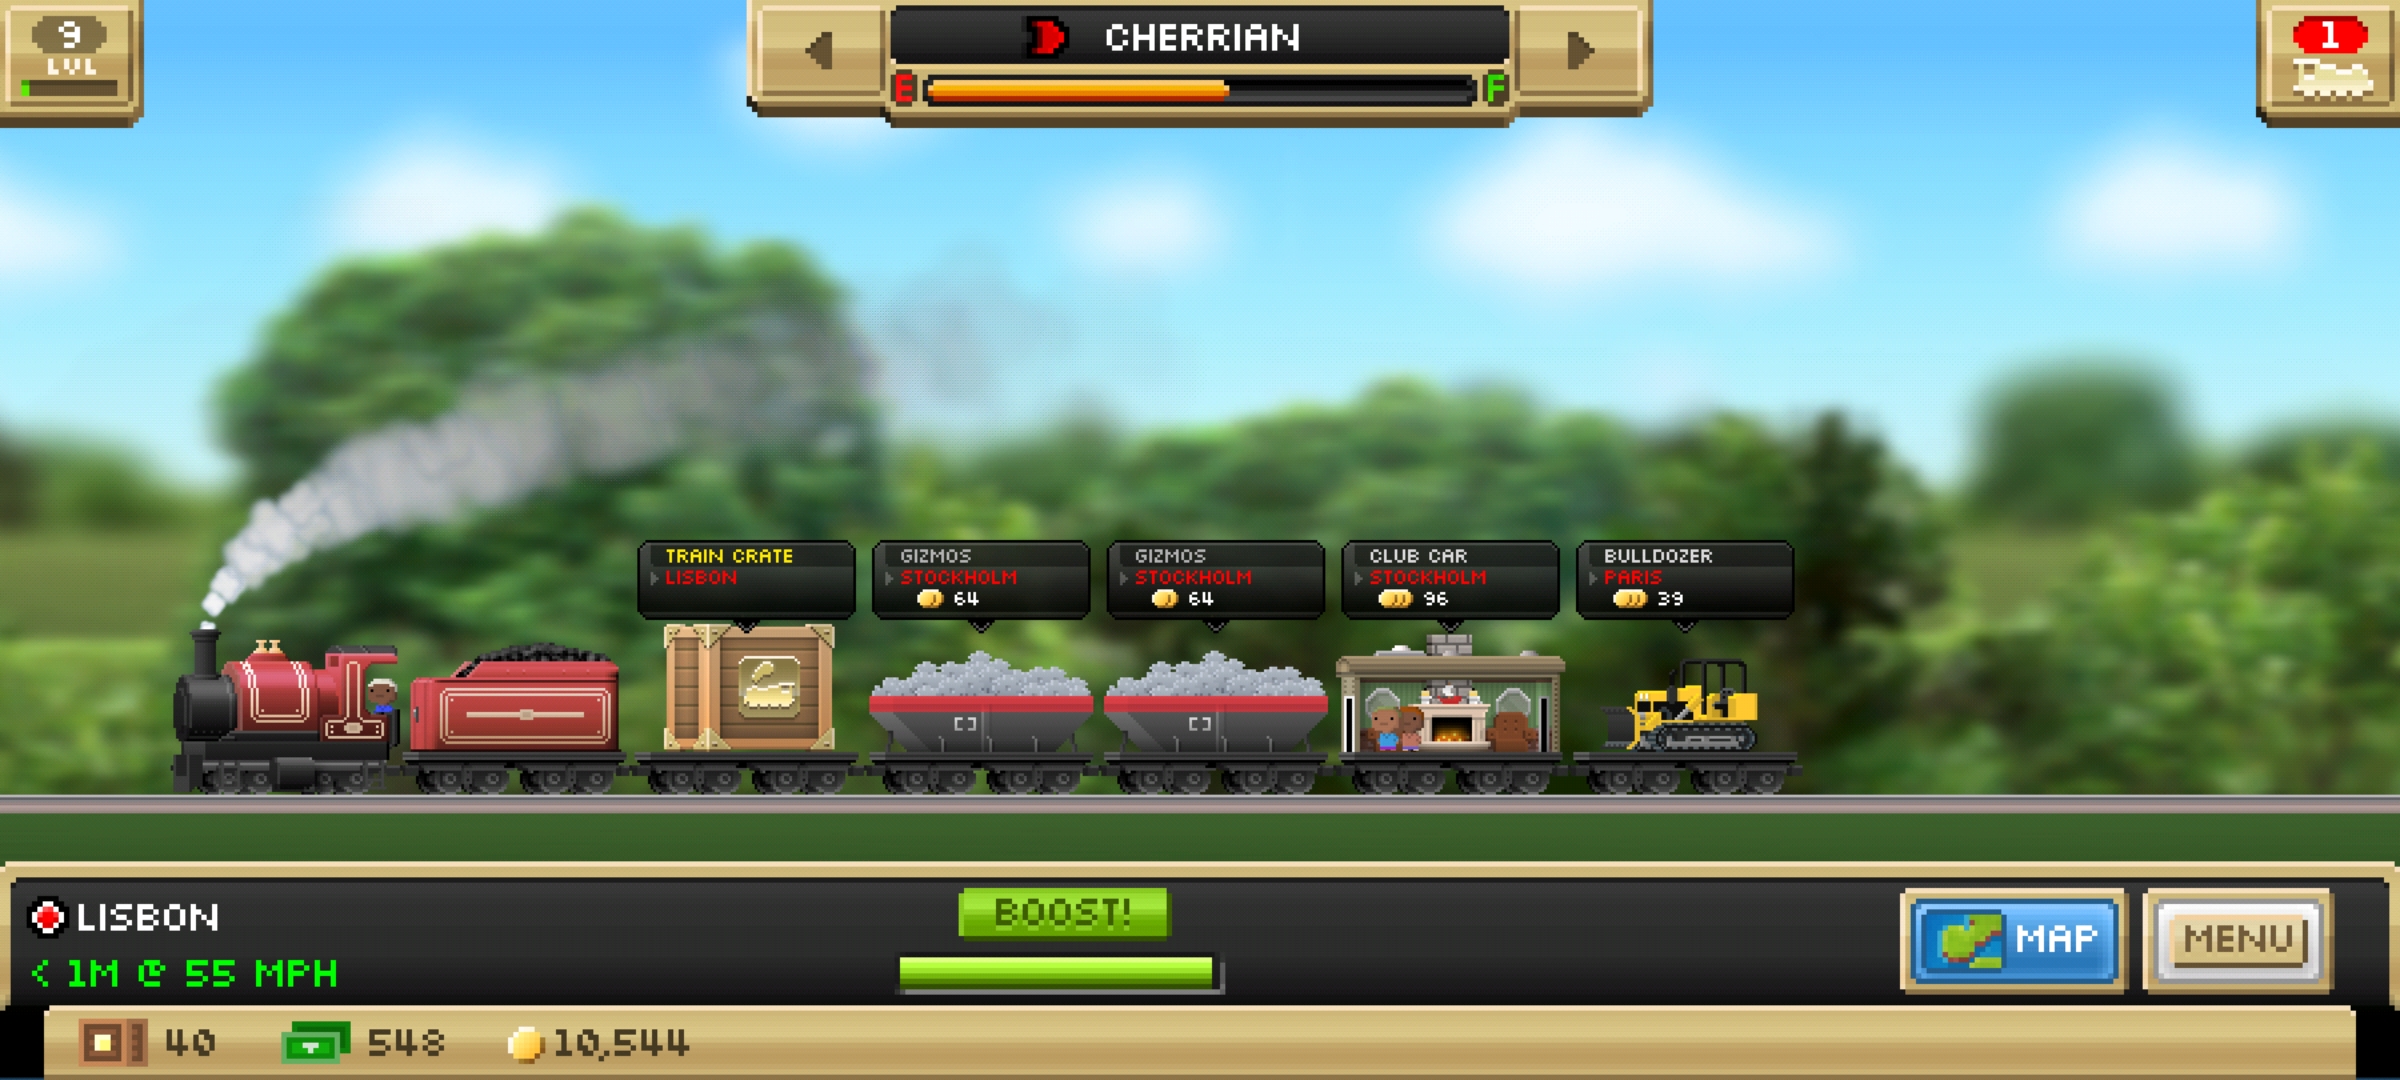 9
LVL
CHERRIAN
E F
1
TRAIN CRATE
LISBON
GIZMOS
STOCKHOLM
64
GIZMOS
STOCKHOLM
64
CLUB CAR
STOCKHOLM
96
BULLDOZER
PARIS
39
LISBON
< 1M @ 55 MPH
BOOST!
MAP
MENU
40
548
10,544